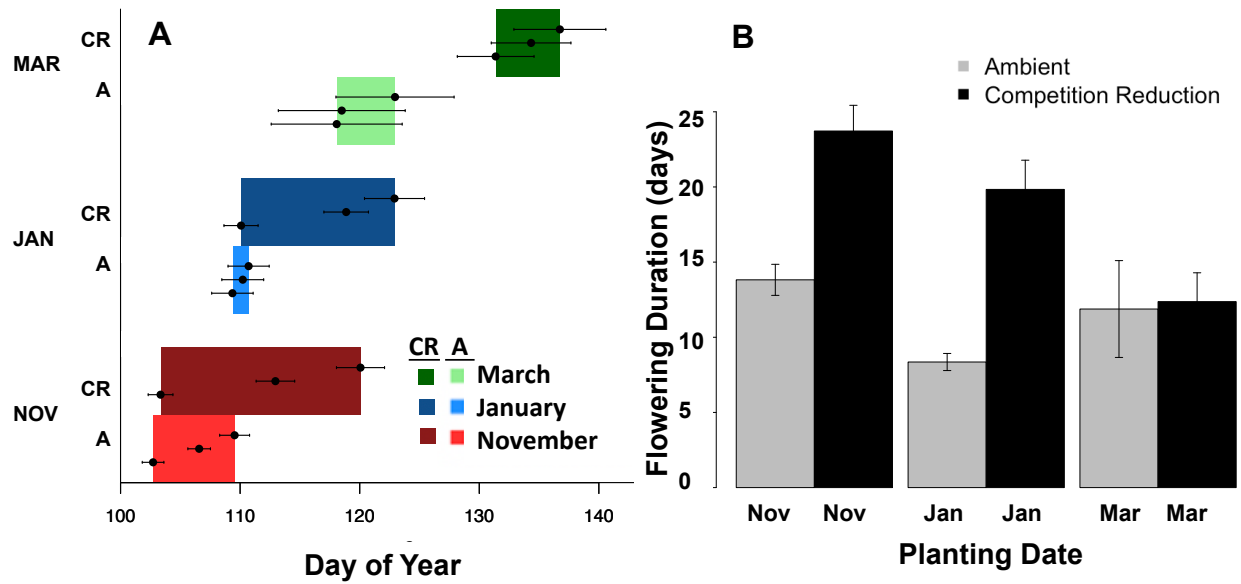 A
MAR
CR
A
JAN
CR
A
NOV
CR
A
CR A
March
January
November
100 110 120 130 140
Day of Year
B
Ambient
Competition Reduction
Flowering Duration (days)
25
20
15
10
5
0
Nov Nov Jan Jan Mar Mar
Planting Date